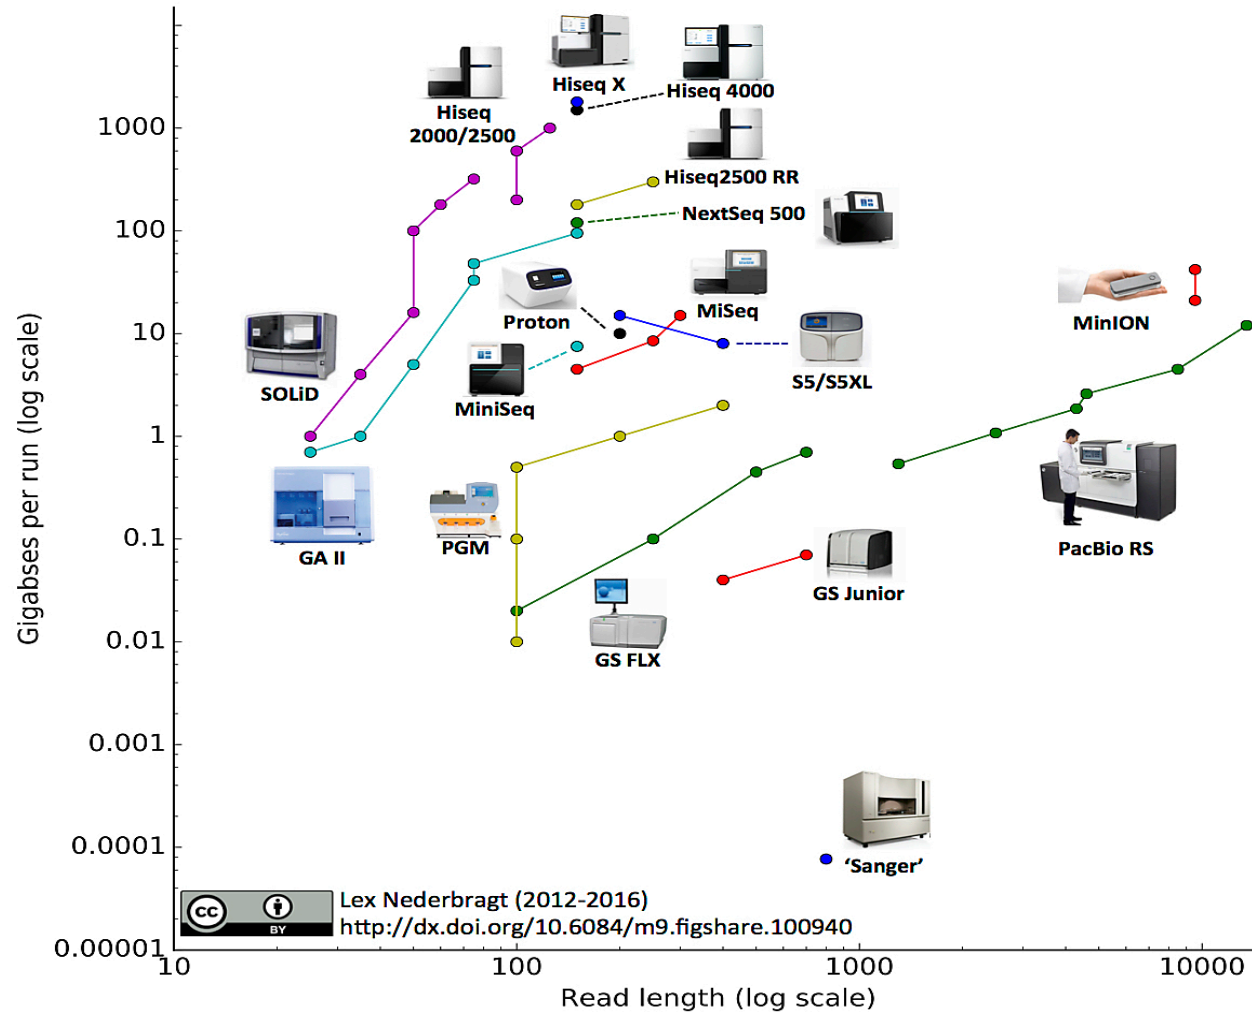 Hiseq X
Hiseq 4000
Hiseq
2000/2500
1000
Hiseq2500 RR
NextSeq 500
100
MiSeq
Proton
MinION
10
S5/S5XL
SOLiD
MiniSeq
1
PGM
GA II
PacBio RS
0.1
GS Junior
GS FLX
0.01
0.001
0.0001
'Sanger'
Lex Nederbragt (2012-2016)
http://dx.doi.org/10.6084/m9.figshare.100940
cc
BY
0.00001
10
100
1000
10000
Read length (log scale)
Gigabses per run (log scale)